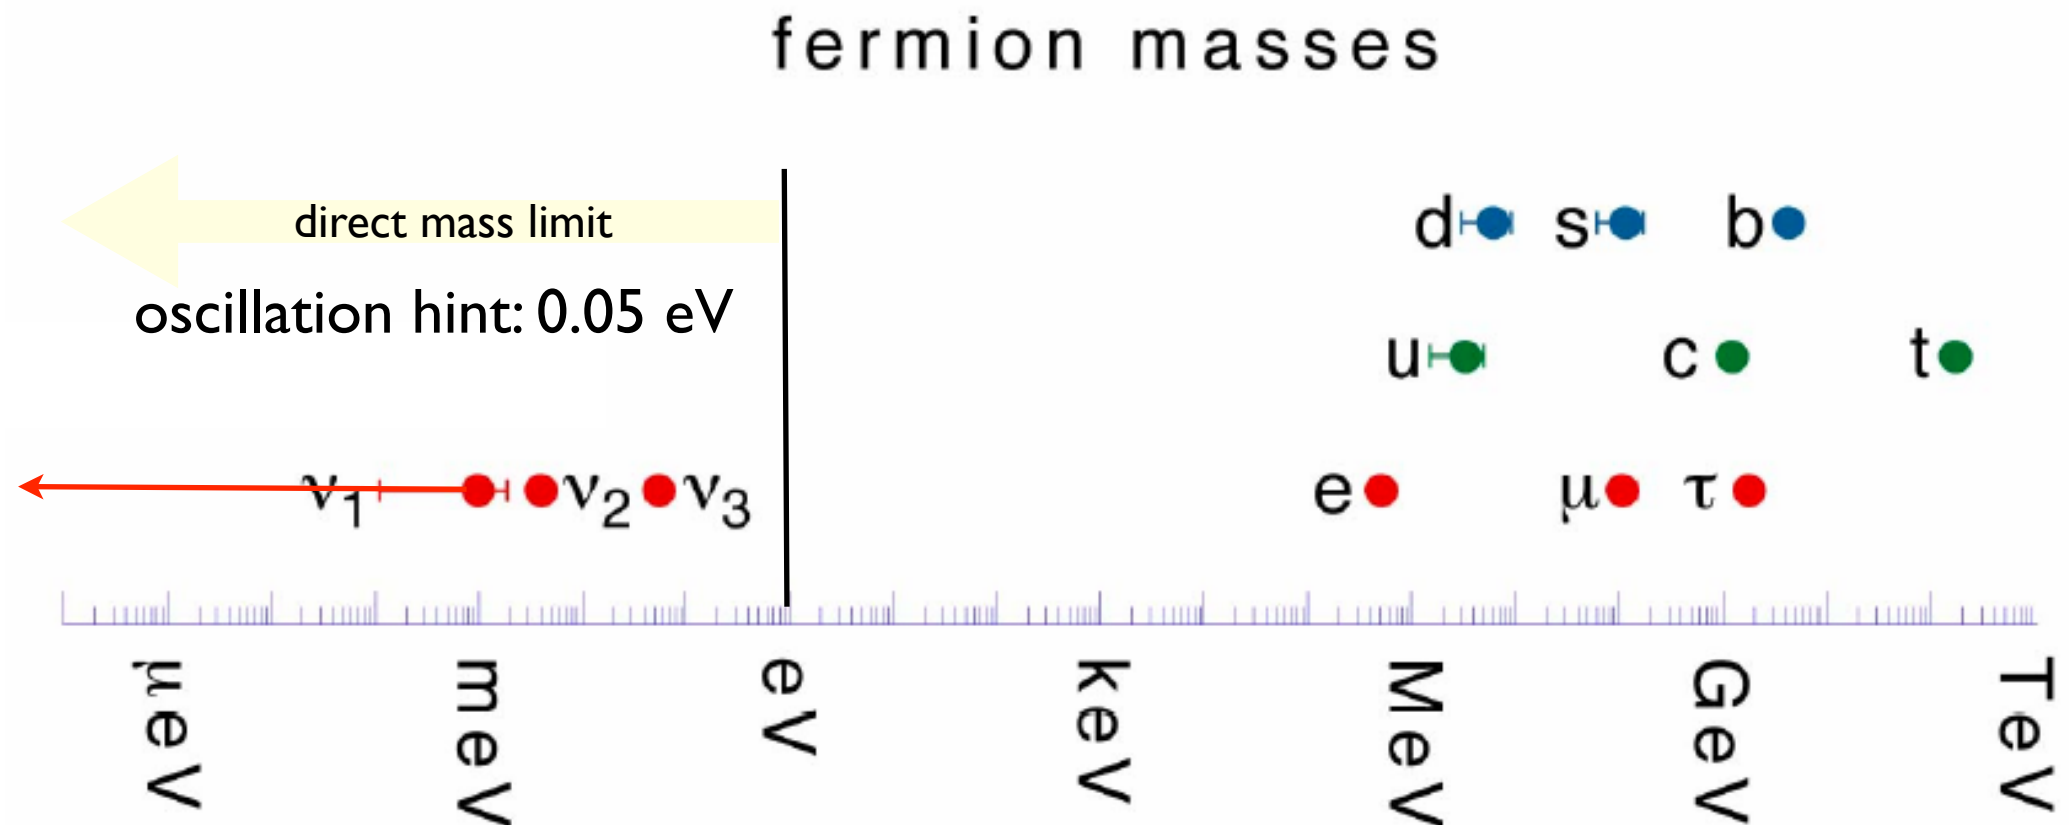 fermion masses
direct mass limit
d s b
oscillation hint: 0.05 eV
u c t
ν1 ν2 ν3 e μ τ
μeV meV eV keV MeV GeV TeV